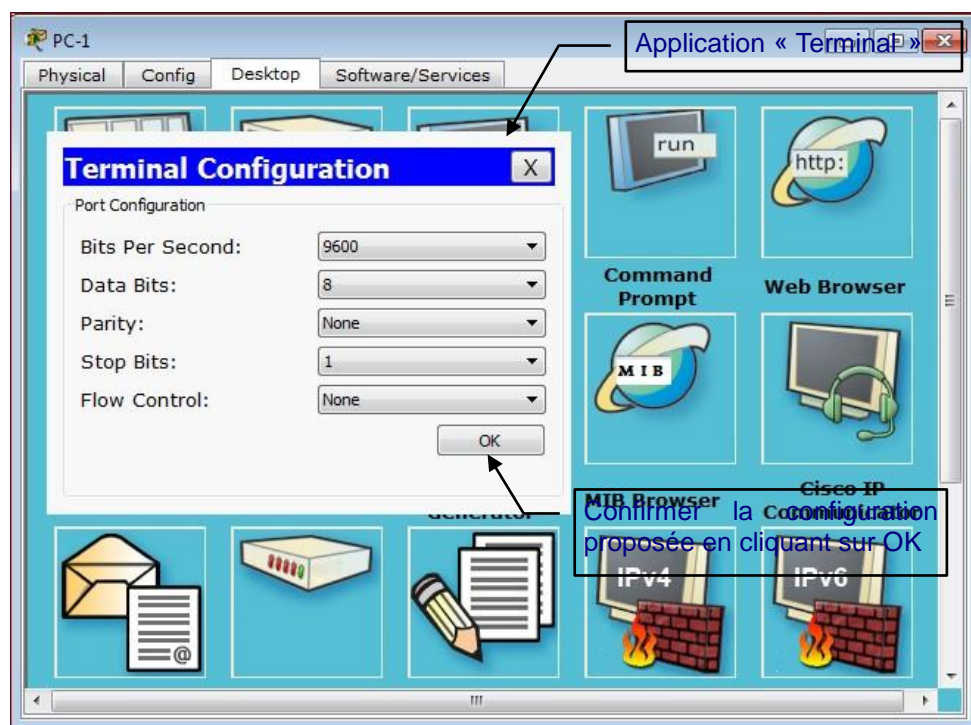 PC-1
Application « Terminal »
Physical Config Desktop Software/Services
run
http:
Terminal Configuration X
Port Configuration
Bits Per Second: 9600
Data Bits: 8
Parity: None
Stop Bits: 1
Flow Control: None
OK
Command
Prompt
Web Browser
MIB
MIB Browser
Cisco IP
Communicator
Generator
Confirmer la configuration
proposée en cliquant sur OK
IPv4
IPv6
@